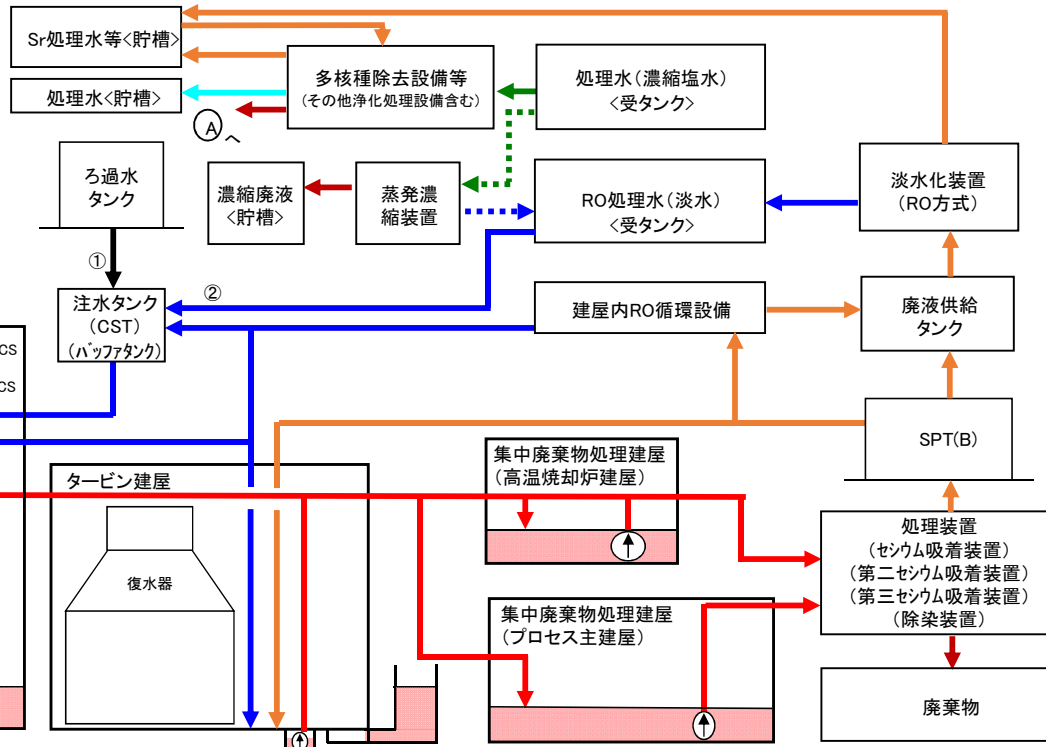 Sr処理水等<貯槽>
多核種除去設備等
(その他浄化処理設備含む)
処理水(濃縮塩水)
<受タンク>
処理水<貯槽>
Aへ
ろ過水
タンク
濃縮廃液
<貯槽>
蒸発濃
縮装置
RO処理水(淡水)
<受タンク>
淡水化装置
(RO方式)
①
②
注水タンク
(CST)
(バッファタンク)
建屋内RO循環設備
廃液供給
タンク
CS
CS
SPT(B)
タービン建屋
復水器
集中廃棄物処理建屋
(高温焼却炉建屋)
処理装置
(セシウム吸着装置)
(第二セシウム吸着装置)
(第三セシウム吸着装置)
(除染装置)
集中廃棄物処理建屋
(プロセス主建屋)
廃棄物